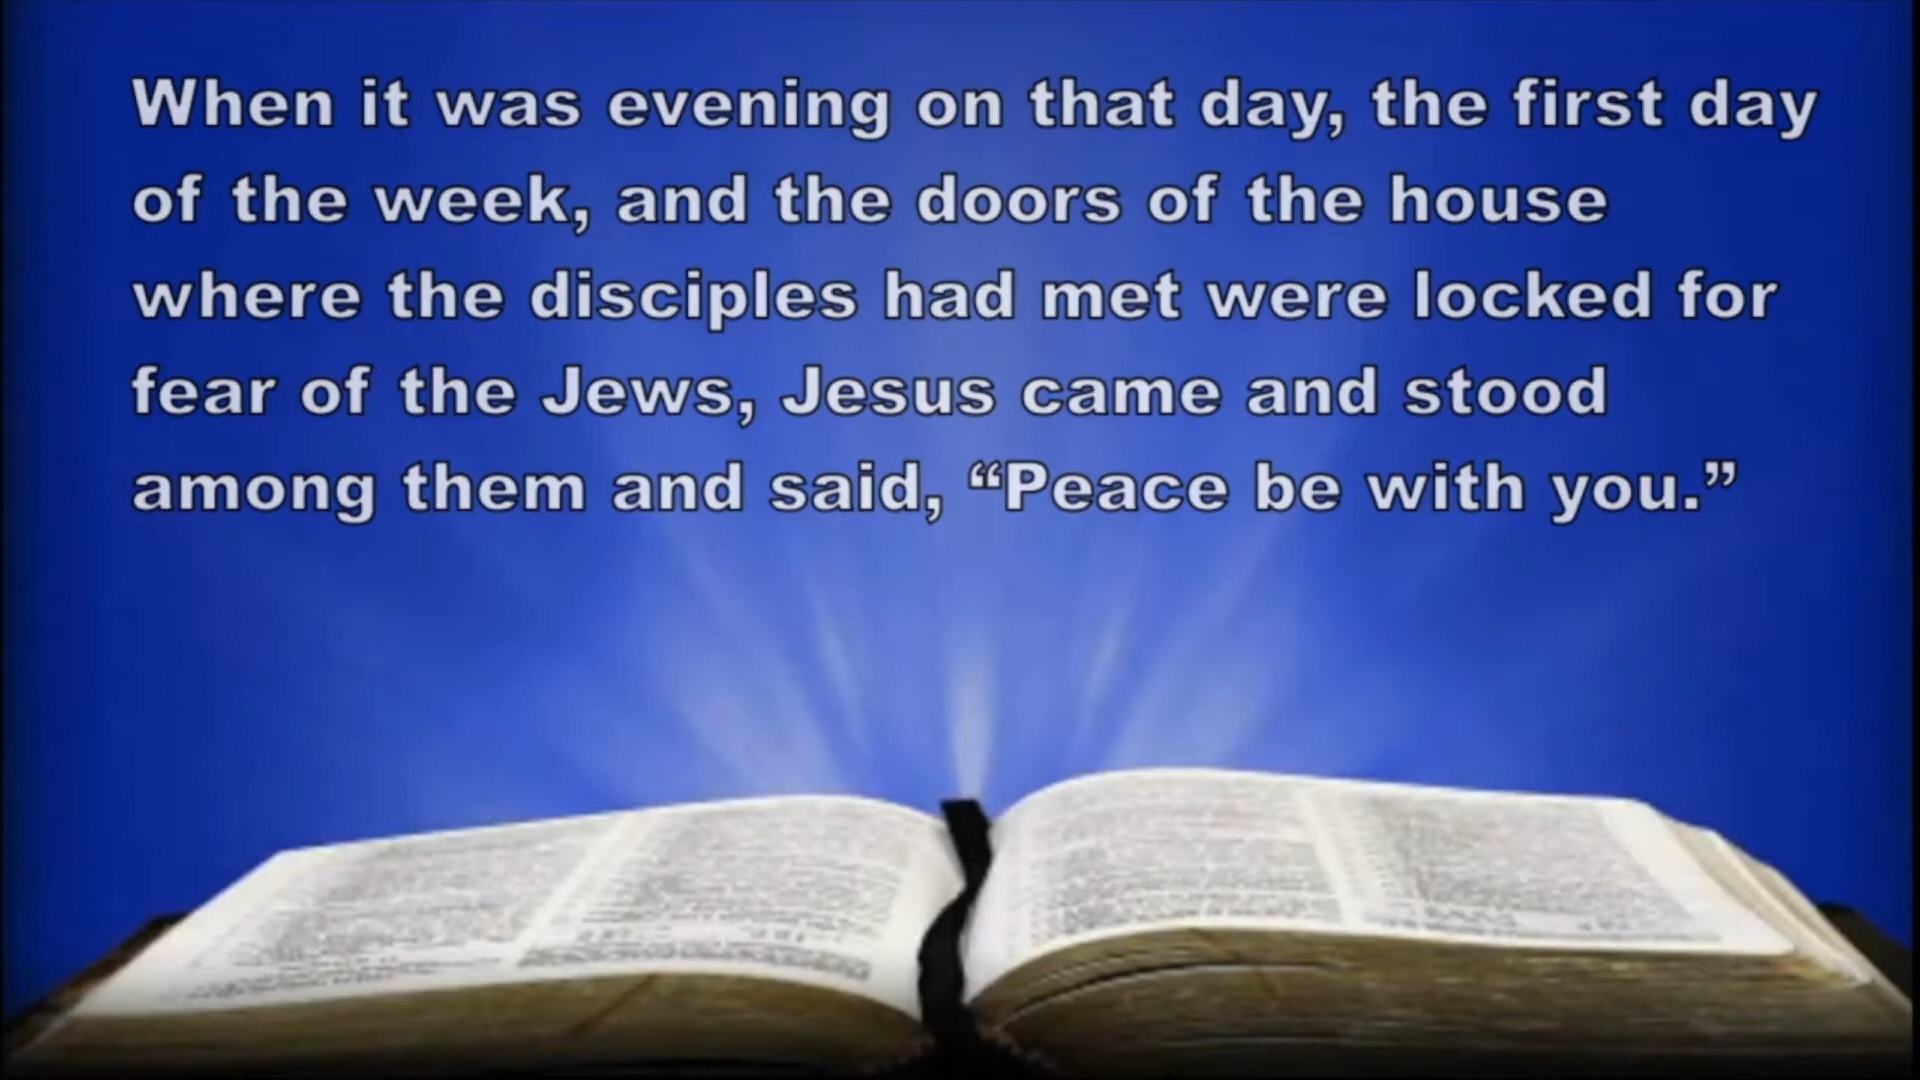 When it was evening on that day, the first day
of the week, and the doors of the house
where the disciples had met were locked for
fear of the Jews, Jesus came and stood
among them and said, “Peace be with you.”